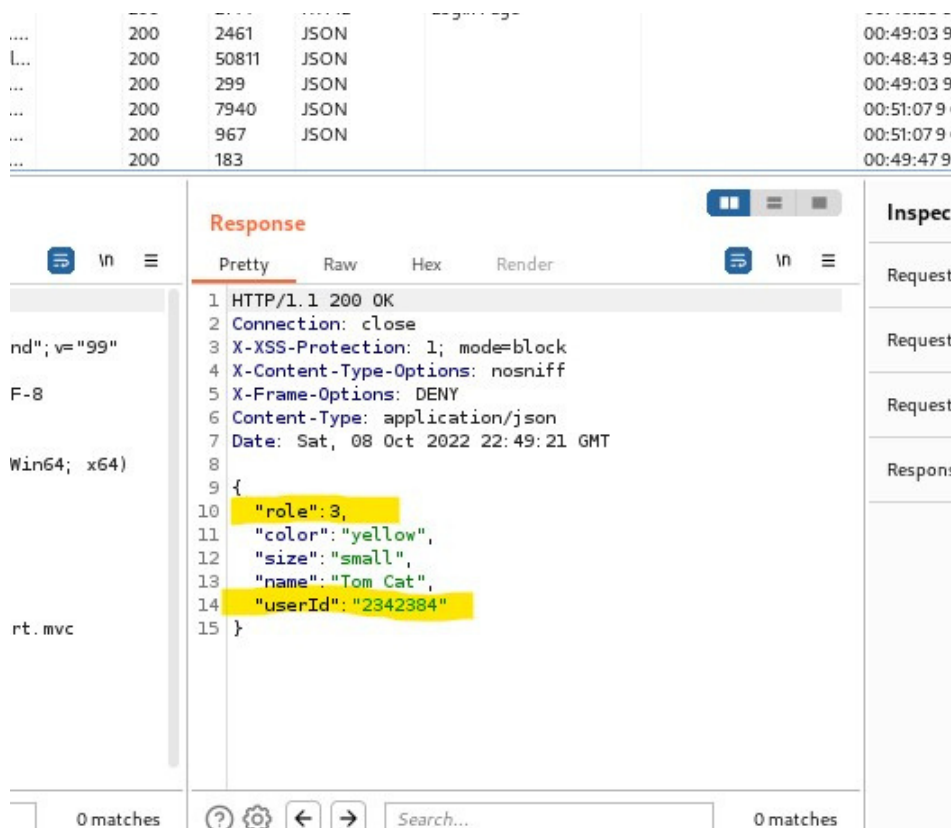 200 2461 JSON 00:49:03 9
l... 200 50811 JSON 00:48:43 9
... 200 299 JSON 00:49:03 9
... 200 7940 JSON 00:51:07 9
... 200 967 JSON 00:51:07 9
... 200 183 00:49:47 9
Response
Inspec
\n
Pretty Raw Hex Render \n
Request
1 HTTP/1.1 200 OK
2 Connection: close
nd";v="99" 3 X-XSS-Protection: 1; mode=block
Request
4 X-Content-Type-Options: nosniff
F-8 5 X-Frame-Options: DENY
Request
6 Content-Type: application/json
7 Date: Sat, 08 Oct 2022 22:49:21 GMT
Win64; x64) 8
Respons
9 {
10 "role":3,
11 "color":"yellow",
12 "size":"small",
13 "name":"Tom Cat",
14 "userId":"2342384"
rt.mvc 15 }
0 matches Search... 0 matches